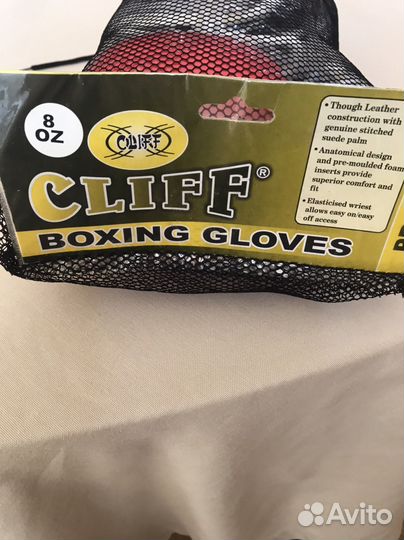 8
OZ
CLIFF
CLIFF®
BOXING GLOVES
• Though Leather
construction with
genuine stitched
suede palm
• Anatomical design
and pre-moulded foam
inserts provide
superior comfort and
fit
• Elasticised wriest
allows easy on/easy
off access
Avito